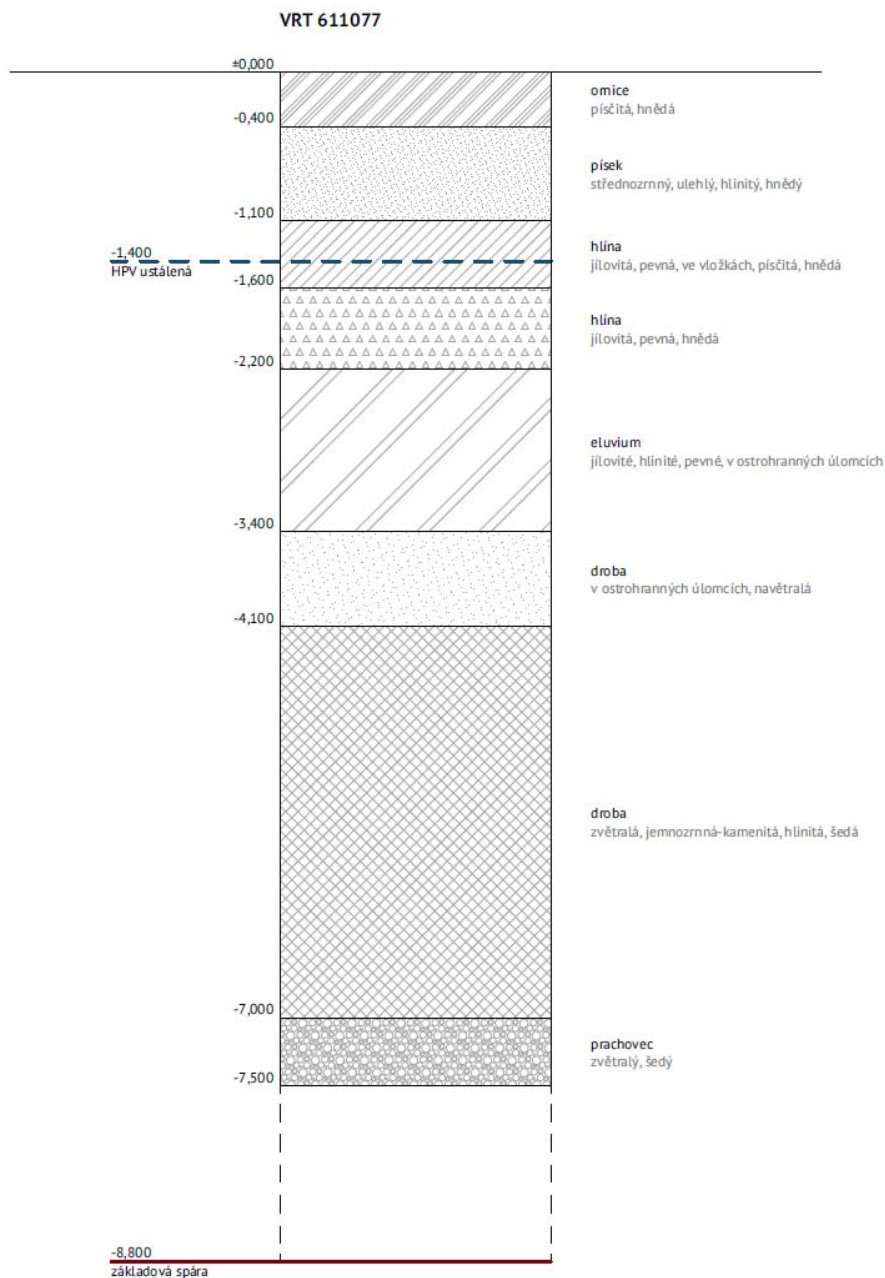 VRT 611077
±0,000
ornice
písčitá, hnědá
-0,400
písek
střednozrnný, ulehlý, hlinitý, hnědý
-1,100
hlína
jílovitá, pevná, ve vložkách, písčitá, hnědá
-1,400
HPV ustálená
-1,600
hlína
jílovitá, pevná, hnědá
-2,200
eluvium
jílovité, hlinité, pevné, v ostrohranných úlomcích
-3,400
droba
v ostrohranných úlomcích, navětralá
-4,100
droba
zvětralá, jemnozrnná-kamenitá, hlinitá, šedá
-7,000
prachovec
zvětralý, šedý
-7,500
-8,800
základová spára